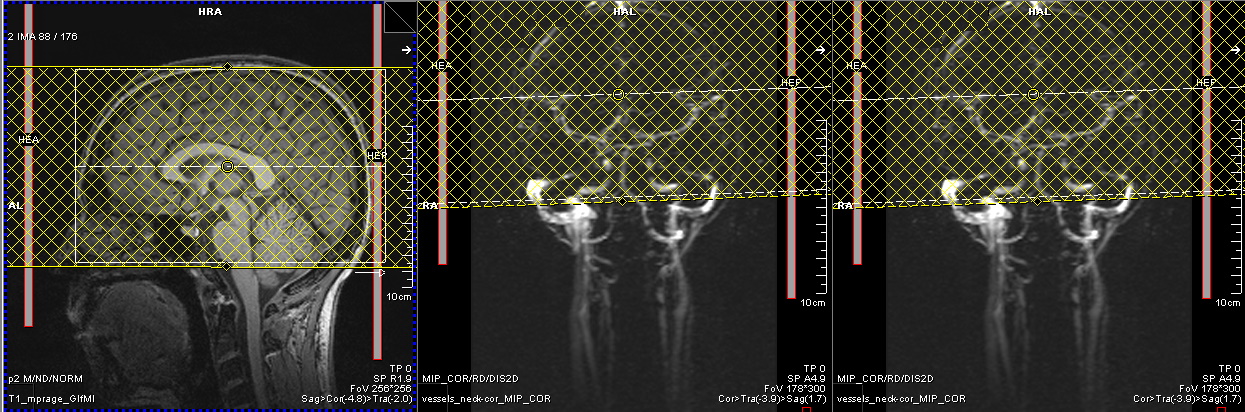 HRA
2 IMA 88 / 176
HEA
HEP
AL
10cm
TP 0
p2 M/ND/NORM
SP R1.9
FoV 256*256
T1_mprage_GlfMI
Sag>Cor(-4.8)>Tra(-2.0)
HAL
HEA
HEP
RA
10cm
TP 0
MIP_COR/RD/DIS2D
SP A4.9
FoV 178*300
vessels_neck-cor_MIP_COR
Cor>Tra(-3.9)>Sag(1.7)
HAL
HEA
HEP
RA
10cm
TP 0
MIP_COR/RD/DIS2D
SP A4.9
FoV 178*300
vessels_neck-cor_MIP_COR
Cor>Tra(-3.9)>Sag(1.7)